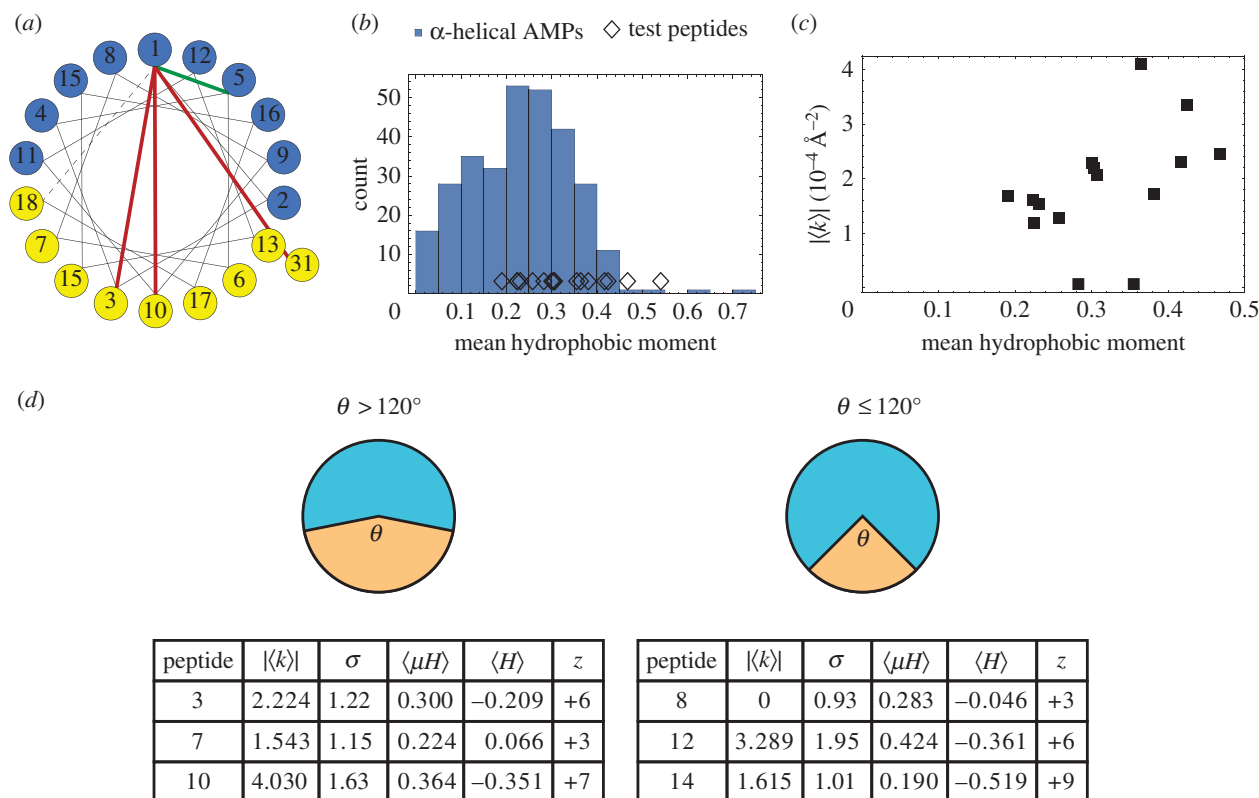 (a)
1
8
12
15
5
4
16
11
9
18
2
7
13
31
15
6
3
10
17
(b)
α-helical AMPs ◇ test peptides
count
50
40
30
20
10
0
0.1 0.2 0.3 0.4 0.5 0.6 0.7
mean hydrophobic moment
(c)
|⟨k⟩| (10⁻⁴ Å⁻²)
4
3
2
1
0
0.1 0.2 0.3 0.4 0.5
mean hydrophobic moment
(d)
θ > 120°
θ
peptide |⟨k⟩| σ ⟨μH⟩ ⟨H⟩ z
3 2.224 1.22 0.300 –0.209 +6
7 1.543 1.15 0.224 0.066 +3
10 4.030 1.63 0.364 –0.351 +7
θ ≤ 120°
θ
peptide |⟨k⟩| σ ⟨μH⟩ ⟨H⟩ z
8 0 0.93 0.283 –0.046 +3
12 3.289 1.95 0.424 –0.361 +6
14 1.615 1.01 0.190 –0.519 +9